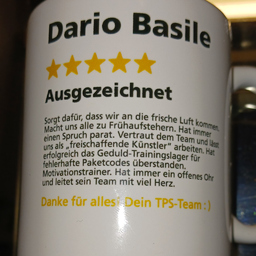 Dario Basile
Ausgezeichnet
Sorgt dafür, dass wir an die frische Luft kommen.
Macht uns alle zu Frühaufstehern. Hat immer
einen Spruch parat. Vertraut dem Team und lässt
uns als „freischaffende Künstler" arbeiten. Hat
erfolgreich das Geduld-Trainingslager für
fehlerhafte Paketcodes überstanden.
Motivationstrainer. Hat immer ein offenes Ohr
und leitet sein Team mit viel Herz.
Danke für alles! Dein TPS-Team : )